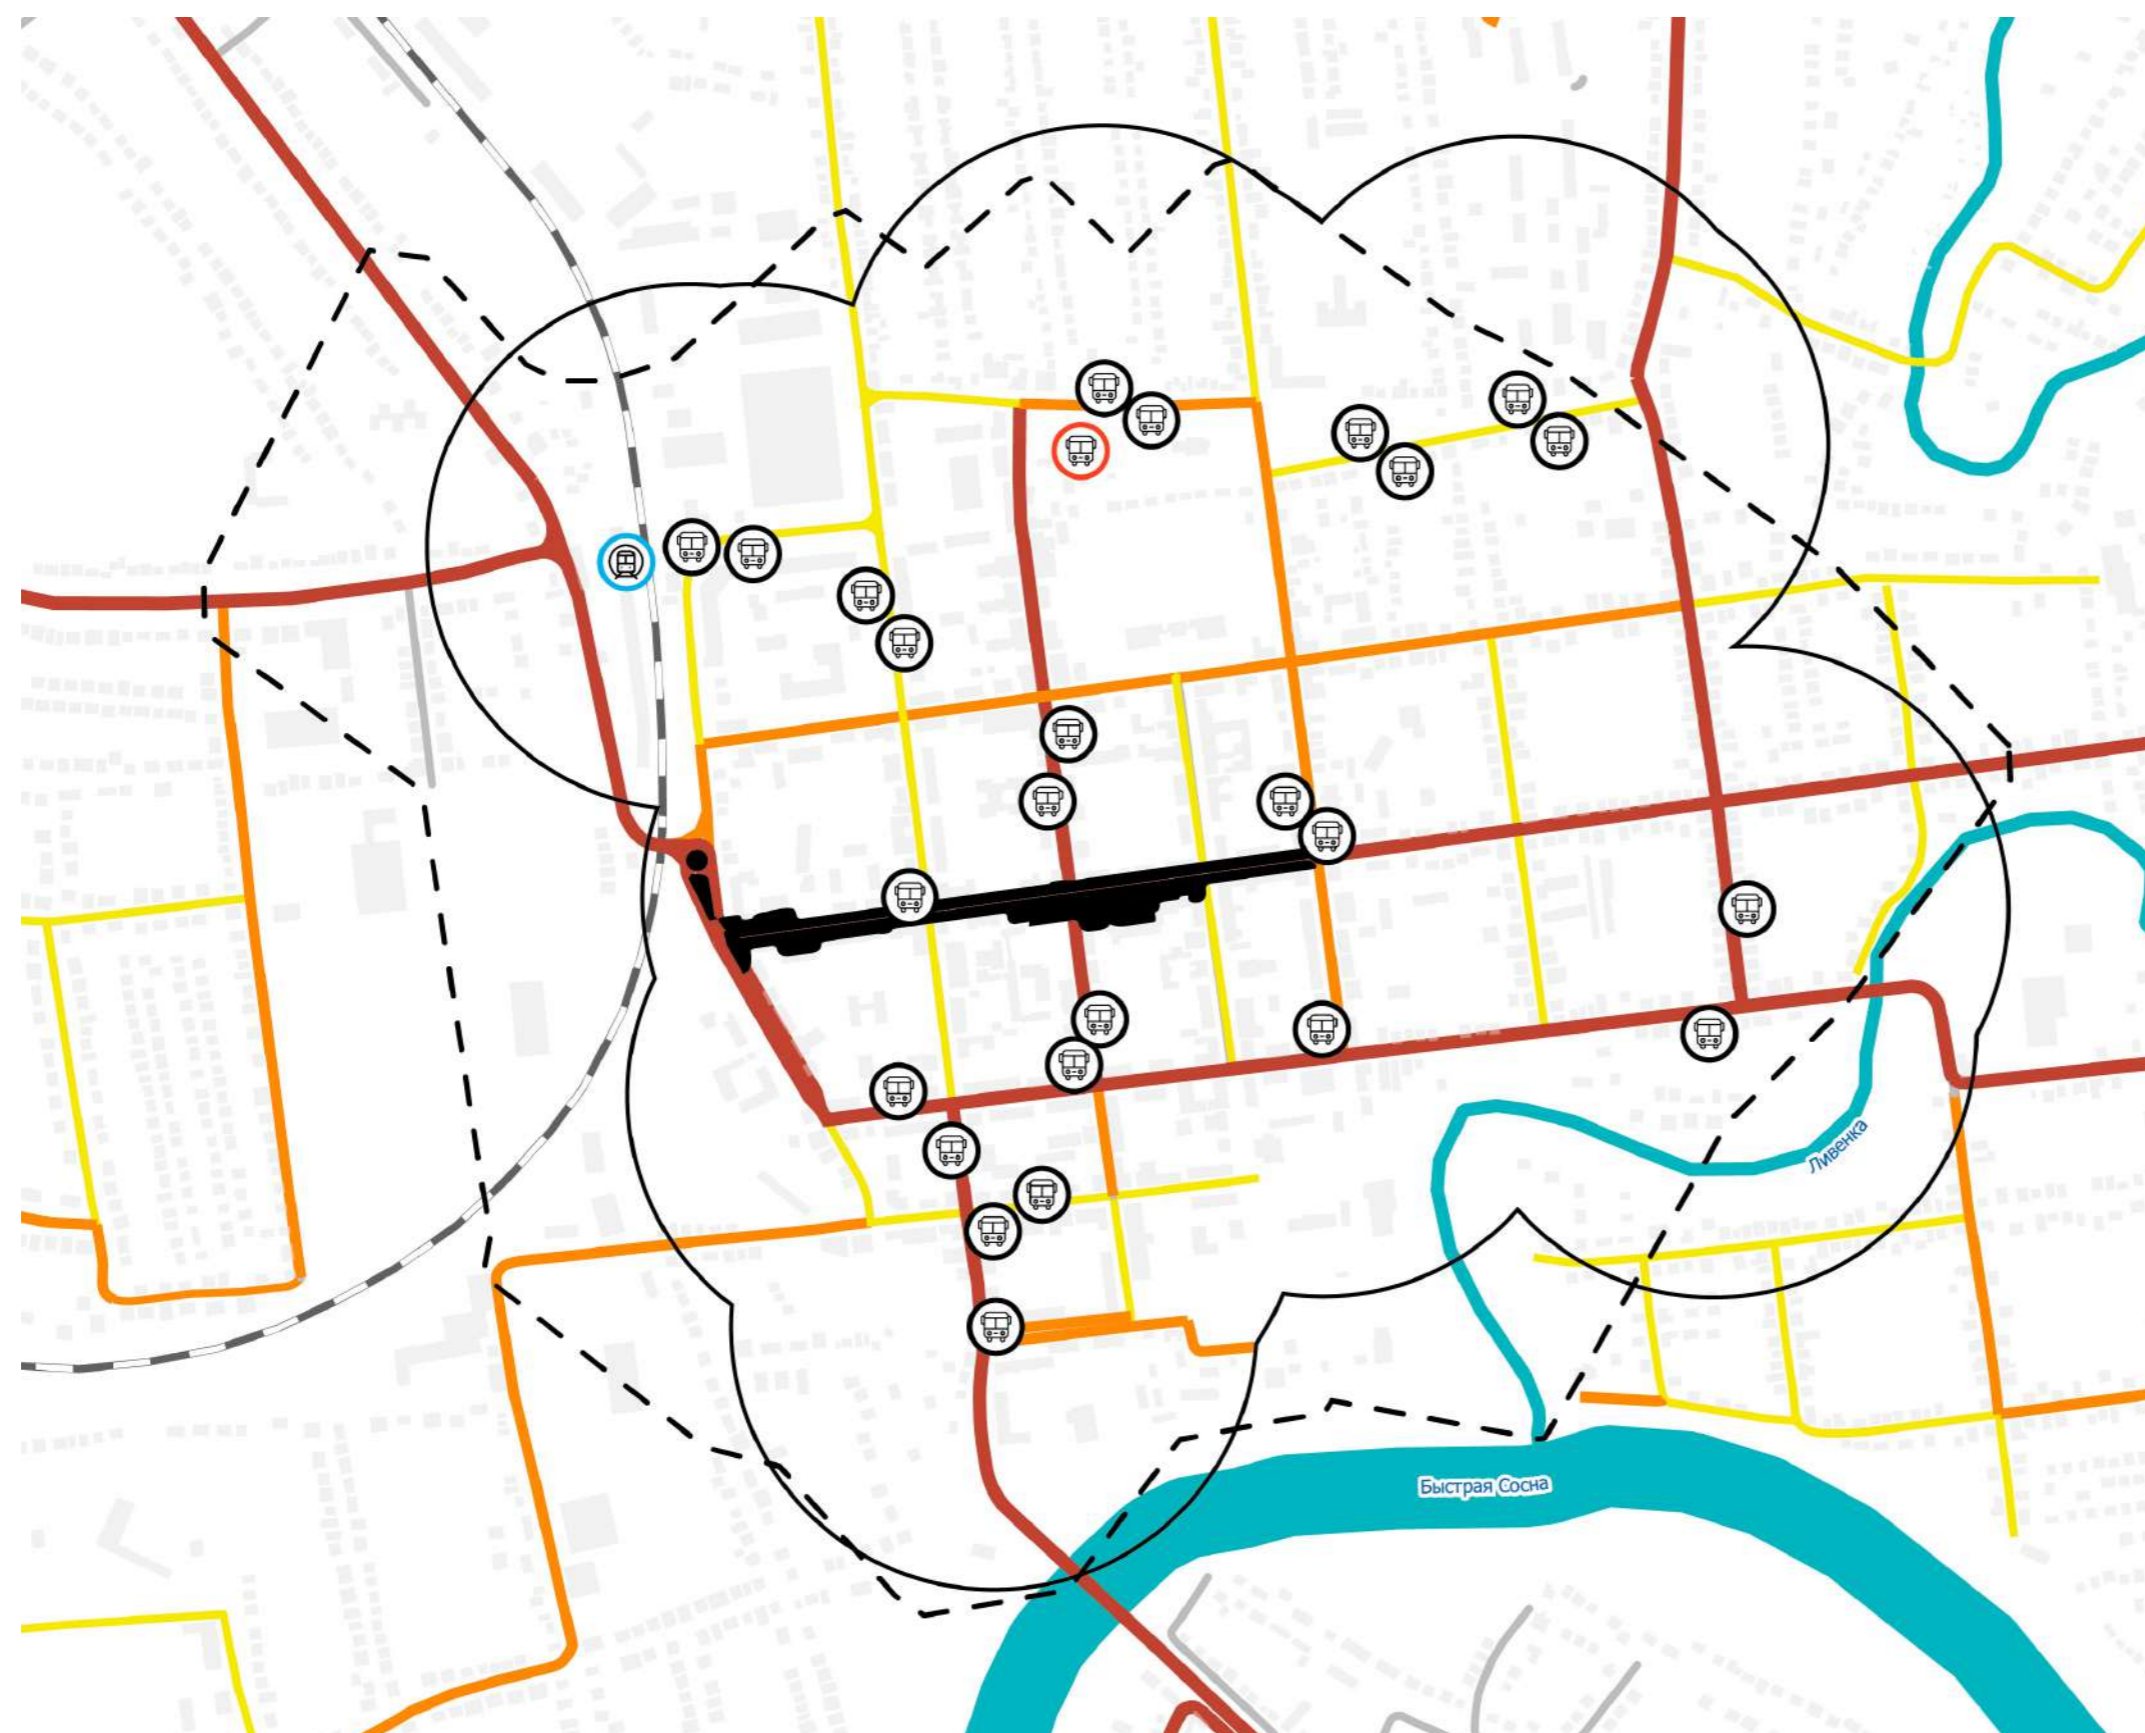 Ливенка
Быстрая Сосна